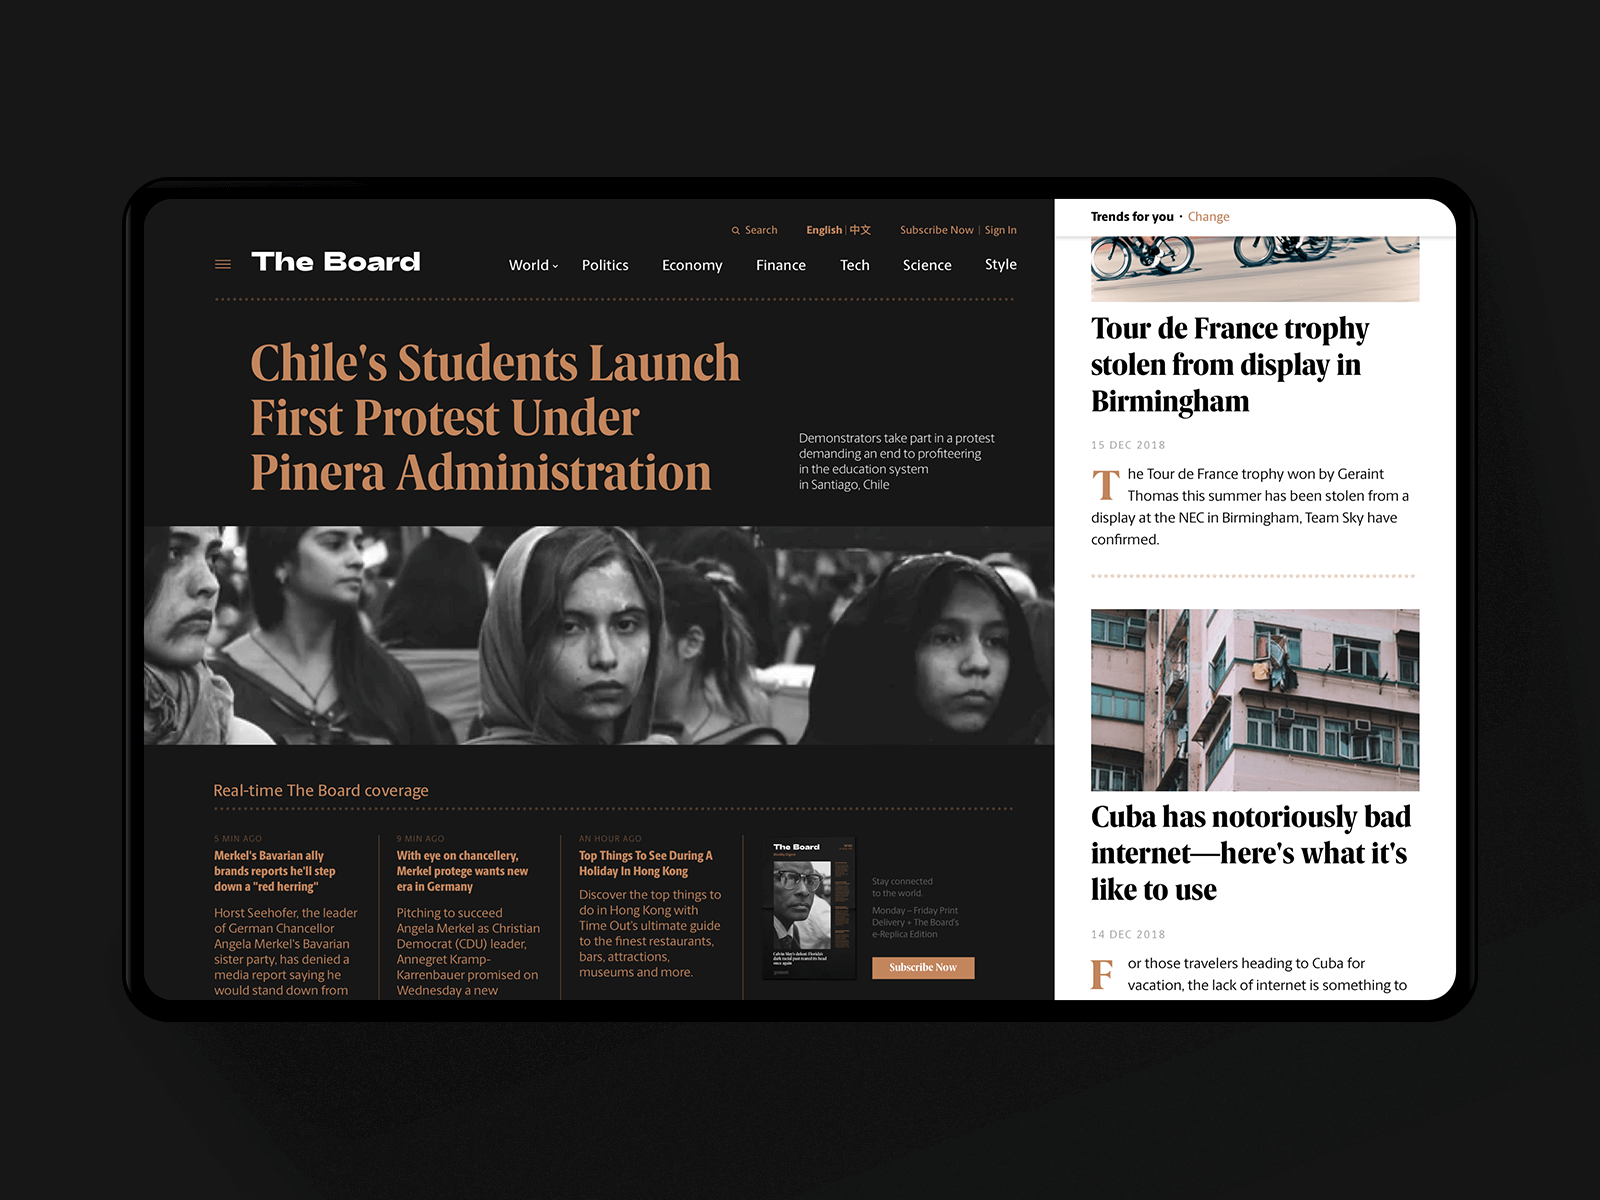 Search
English | 中文
Subscribe Now | Sign In
The Board
World
Politics
Economy
Finance
Tech
Science
Style
Chile's Students Launch
First Protest Under
Pinera Administration
Demonstrators take part in a protest
demanding an end to profiteering
in the education system
in Santiago, Chile
Real-time The Board coverage
5 MIN AGO
Merkel's Bavarian ally
brands reports he'll step
down a "red herring"
Horst Seehofer, the leader
of German Chancellor
Angela Merkel's Bavarian
sister party, has denied a
media report saying he
would stand down from
9 MIN AGO
With eye on chancellery,
Merkel protege wants new
era in Germany
Pitching to succeed
Angela Merkel as Christian
Democrat (CDU) leader,
Annegret Kramp-
Karrenbauer promised on
Wednesday a new
AN HOUR AGO
Top Things To See During A
Holiday In Hong Kong
Discover the top things to
do in Hong Kong with
Time Out's ultimate guide
to the finest restaurants,
bars, attractions,
museums and more.
The Board
Stay connected
to the world.
Monday – Friday Print
Delivery + The Board's
e-Replica Edition
Subscribe Now
Trends for you · Change
Tour de France trophy
stolen from display in
Birmingham
15 DEC 2018
The Tour de France trophy won by Geraint
Thomas this summer has been stolen from a
display at the NEC in Birmingham, Team Sky have
confirmed.
Cuba has notoriously bad
internet—here's what it's
like to use
14 DEC 2018
For those travelers heading to Cuba for
vacation, the lack of internet is something to